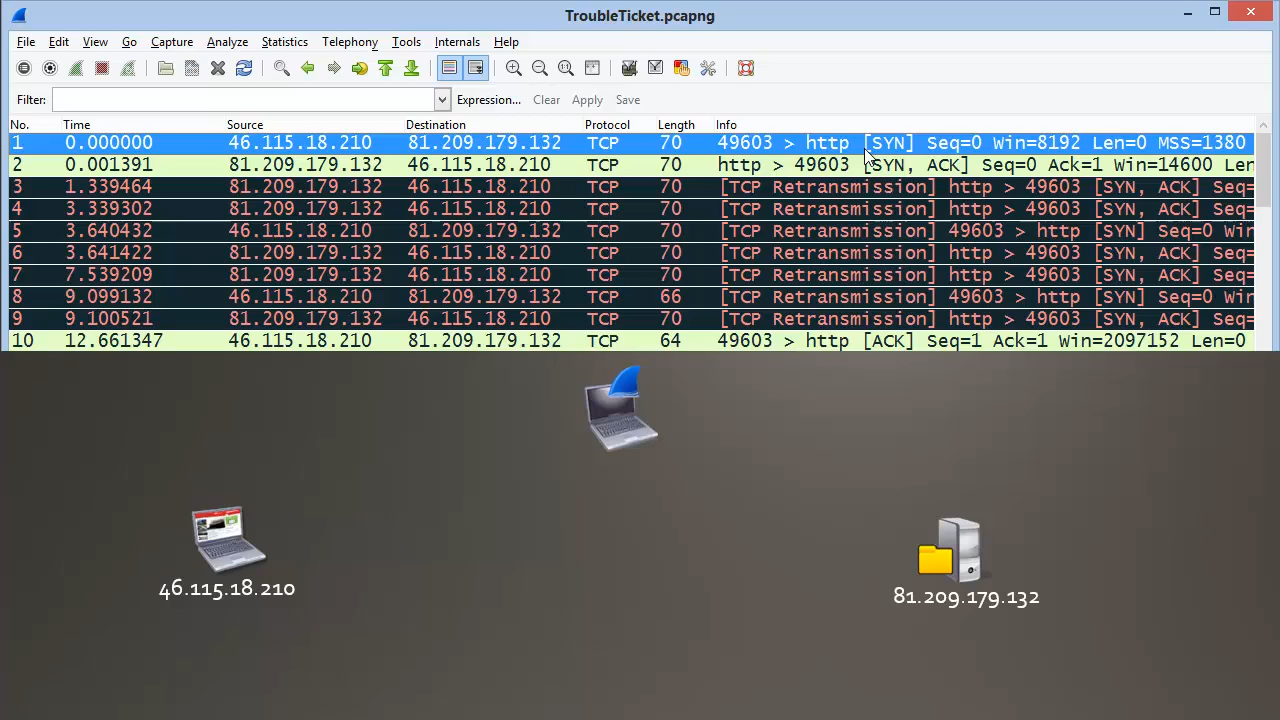 TroubleTicket.pcapng
File Edit View Go Capture Analyze Statistics Telephony Tools Internals Help
Filter: Expression... Clear Apply Save
No. Time Source Destination Protocol Length Info
1 0.000000 46.115.18.210 81.209.179.132 TCP 70 49603 > http [SYN] Seq=0 Win=8192 Len=0 MSS=1380
2 0.001391 81.209.179.132 46.115.18.210 TCP 70 http > 49603 [SYN, ACK] Seq=0 Ack=1 Win=14600 Len
3 1.339464 81.209.179.132 46.115.18.210 TCP 70 [TCP Retransmission] http > 49603 [SYN, ACK] Seq=
4 3.339302 81.209.179.132 46.115.18.210 TCP 70 [TCP Retransmission] http > 49603 [SYN, ACK] Seq=
5 3.640432 46.115.18.210 81.209.179.132 TCP 70 [TCP Retransmission] 49603 > http [SYN] Seq=0 Win
6 3.641422 81.209.179.132 46.115.18.210 TCP 70 [TCP Retransmission] http > 49603 [SYN, ACK] Seq=
7 7.539209 81.209.179.132 46.115.18.210 TCP 70 [TCP Retransmission] http > 49603 [SYN, ACK] Seq=
8 9.099132 46.115.18.210 81.209.179.132 TCP 66 [TCP Retransmission] 49603 > http [SYN] Seq=0 Win
9 9.100521 81.209.179.132 46.115.18.210 TCP 70 [TCP Retransmission] http > 49603 [SYN, ACK] Seq=
10 12.661347 46.115.18.210 81.209.179.132 TCP 64 49603 > http [ACK] Seq=1 Ack=1 Win=2097152 Len=0
46.115.18.210
81.209.179.132